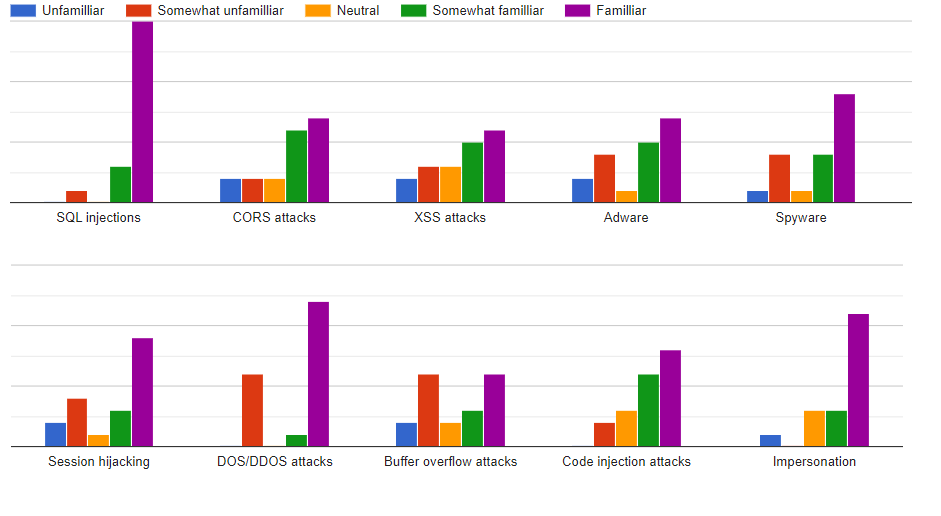 Unfamilliar Somewhat unfamilliar Neutral Somewhat familliar Familliar
SQL injections CORS attacks XSS attacks Adware Spyware
Session hijacking DOS/DDOS attacks Buffer overflow attacks Code injection attacks Impersonation